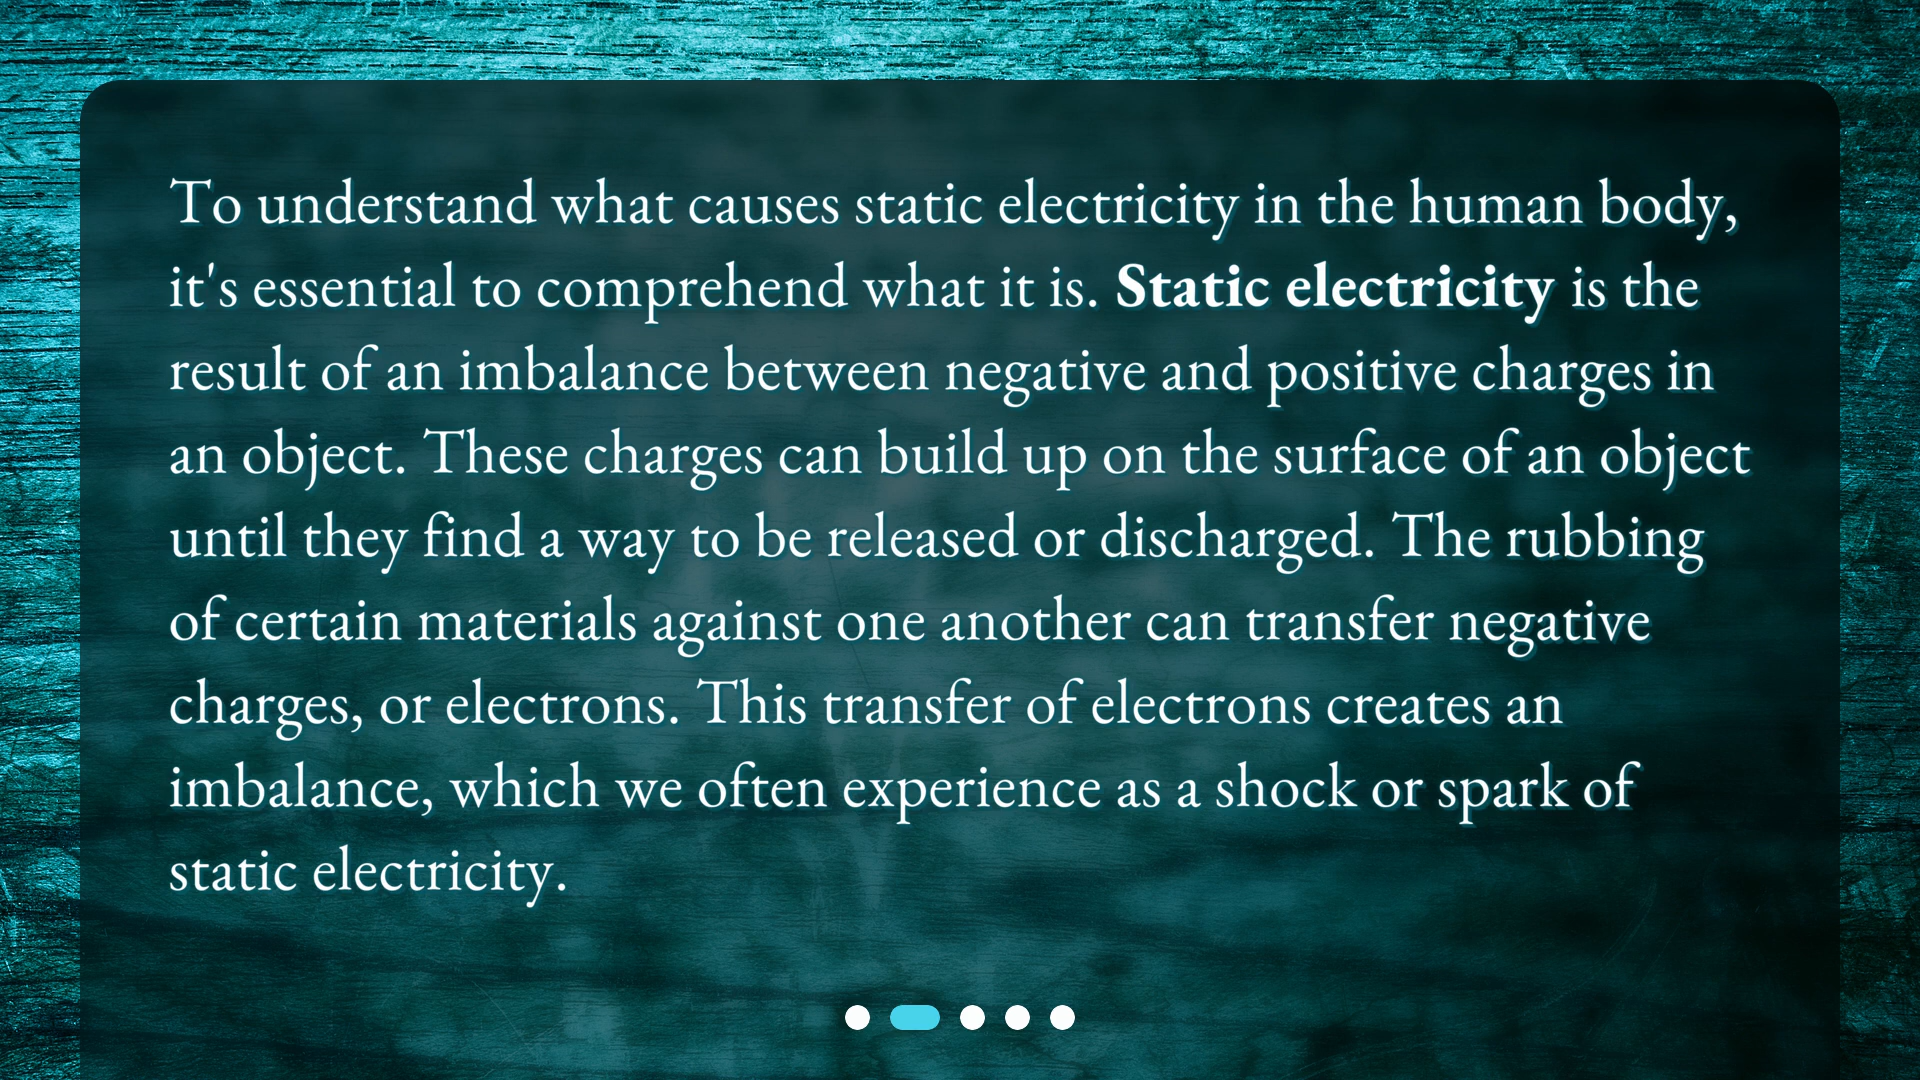 To understand what causes static electricity in the human body,
it's essential to comprehend what it is. Static electricity is the
result of an imbalance between negative and positive charges in
an object. These charges can build up on the surface of an object
until they find a way to be released or discharged. The rubbing
of certain materials against one another can transfer negative
charges, or electrons. This transfer of electrons creates an
imbalance, which we often experience as a shock or spark of
static electricity.